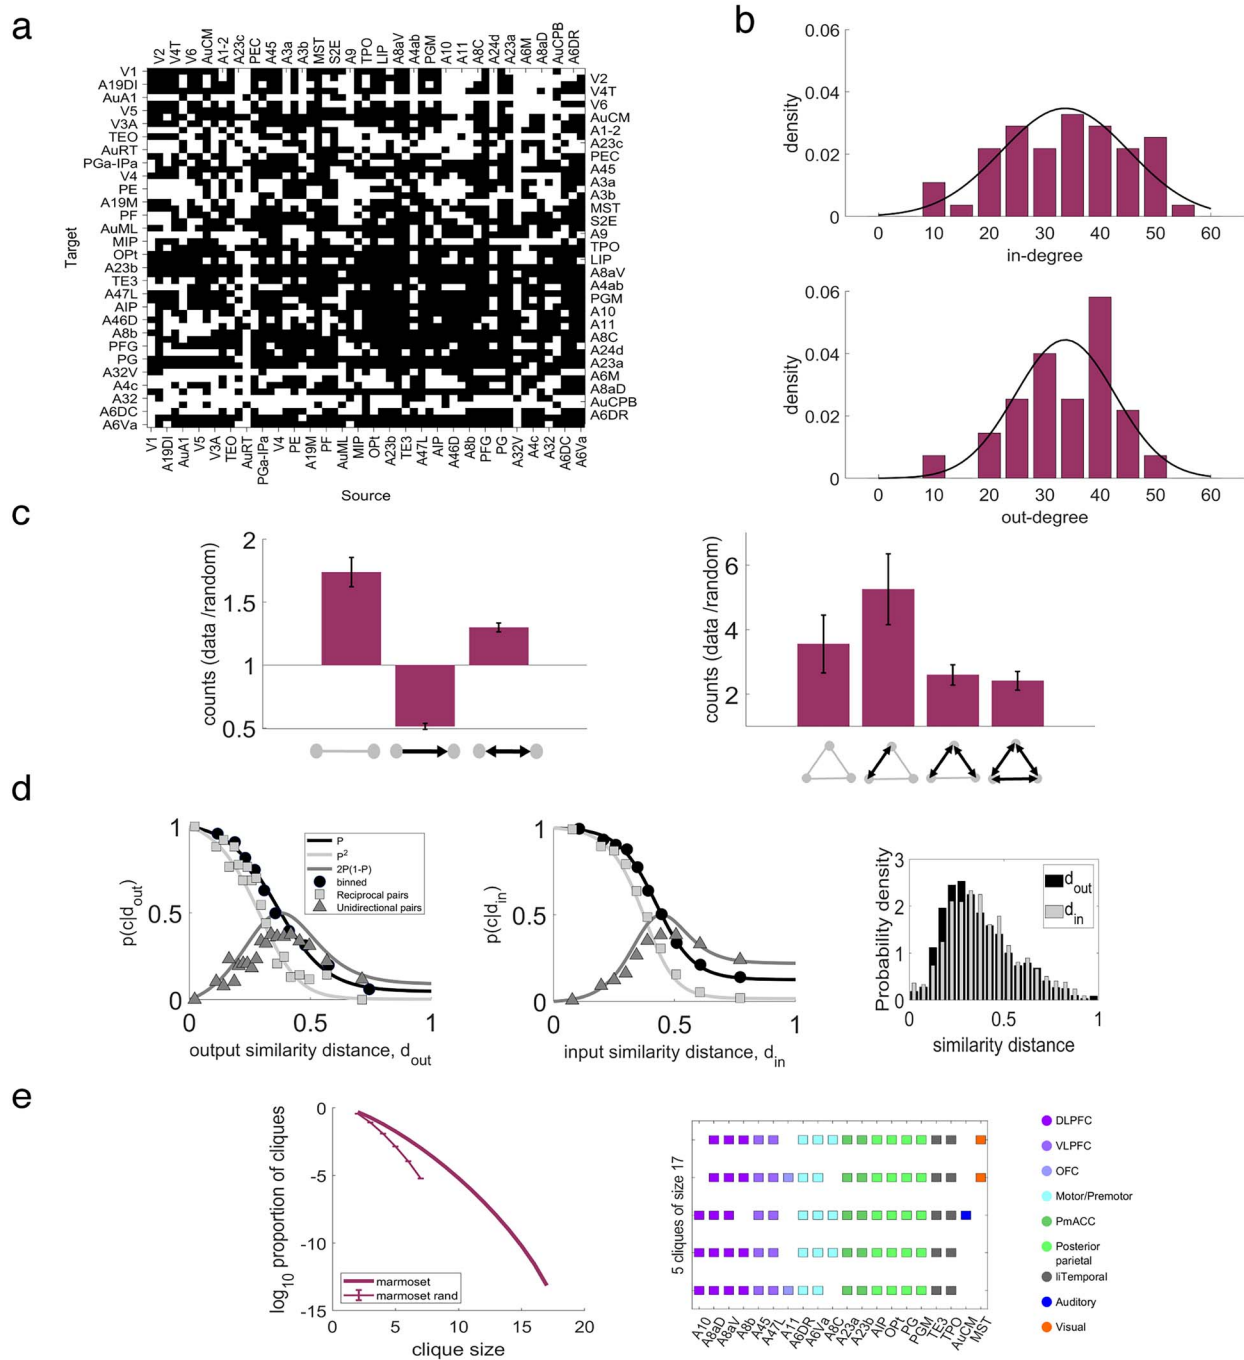 a
V2 V4T V6 AuCM A1-2 A23c PEC A45 A3a A3b MST S2E A9 TPO LIP A8aV A4ab PGM A10 A11 A8C A24d A23a A6M A8aD AuCPB A6DR
V1
A19DI
AuA1
V5
V3A
TEO
AuRT
PGa-IPa
V4
PE
A19M
PF
AuML
MIP
OPt
A23b
TE3
A47L
AIP
A46D
A8b
PFG
PG
A32V
A4c
A32
A6DC
A6Va
Target
V2
V4T
V6
AuCM
A1-2
A23c
PEC
A45
A3a
A3b
MST
S2E
A9
TPO
LIP
A8aV
A4ab
PGM
A10
A11
A8C
A24d
A23a
A6M
A8aD
AuCPB
A6DR
V1 A19DI AuA1 V5 V3A TEO AuRT PGa-IPa V4 PE A19M PF AuML MIP OPt A23b TE3 A47L AIP A46D A8b PFG PG A32V A4c A32 A6DC A6Va
Source
b
0.06
0.04
0.02
0
density
0 10 20 30 40 50 60
in-degree
0.06
0.04
0.02
0
density
0 10 20 30 40 50 60
out-degree
c
2
1.5
1
0.5
counts (data /random)
6
4
2
counts (data /random)
d
1
0.5
0
p(c|dout)
P
P2
2P(1-P)
binned
Reciprocal pairs
Unidirectional pairs
0 0.5 1
output similarity distance, dout
1
0.5
0
p(c|din)
0 0.5 1
input similarity distance, din
3
2
1
0
Probability density
dout
din
0 0.5 1
similarity distance
e
0
-5
-10
-15
log10 proportion of cliques
marmoset
marmoset rand
0 5 10 15 20
clique size
5 cliques of size 17
A10 A8aD A8aV A8b A45 A47L A11 A6DR A6Va A8C A23a A23b AIP OPt PG PGM TE3 TPO AuCM MST
DLPFC
VLPFC
OFC
Motor/Premotor
PmACC
Posterior
parietal
liTemporal
Auditory
Visual